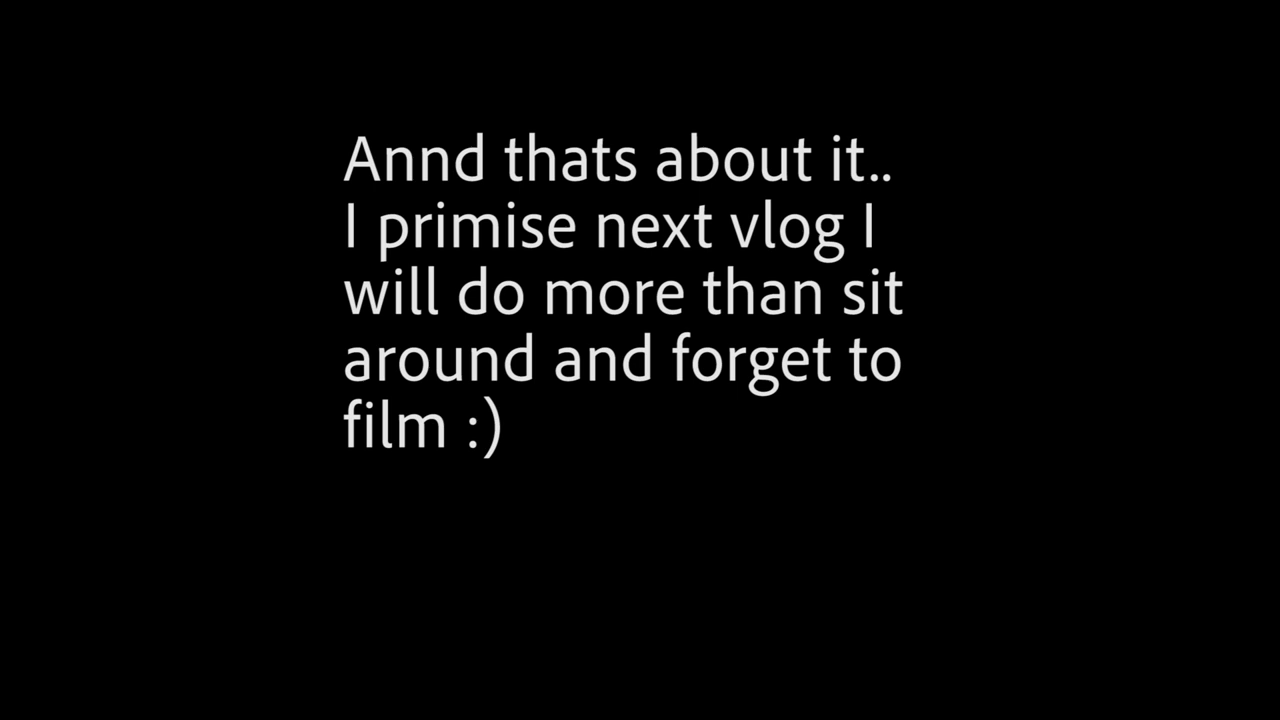 Annd thats about it..
I primise next vlog I
will do more than sit
around and forget to
film :)